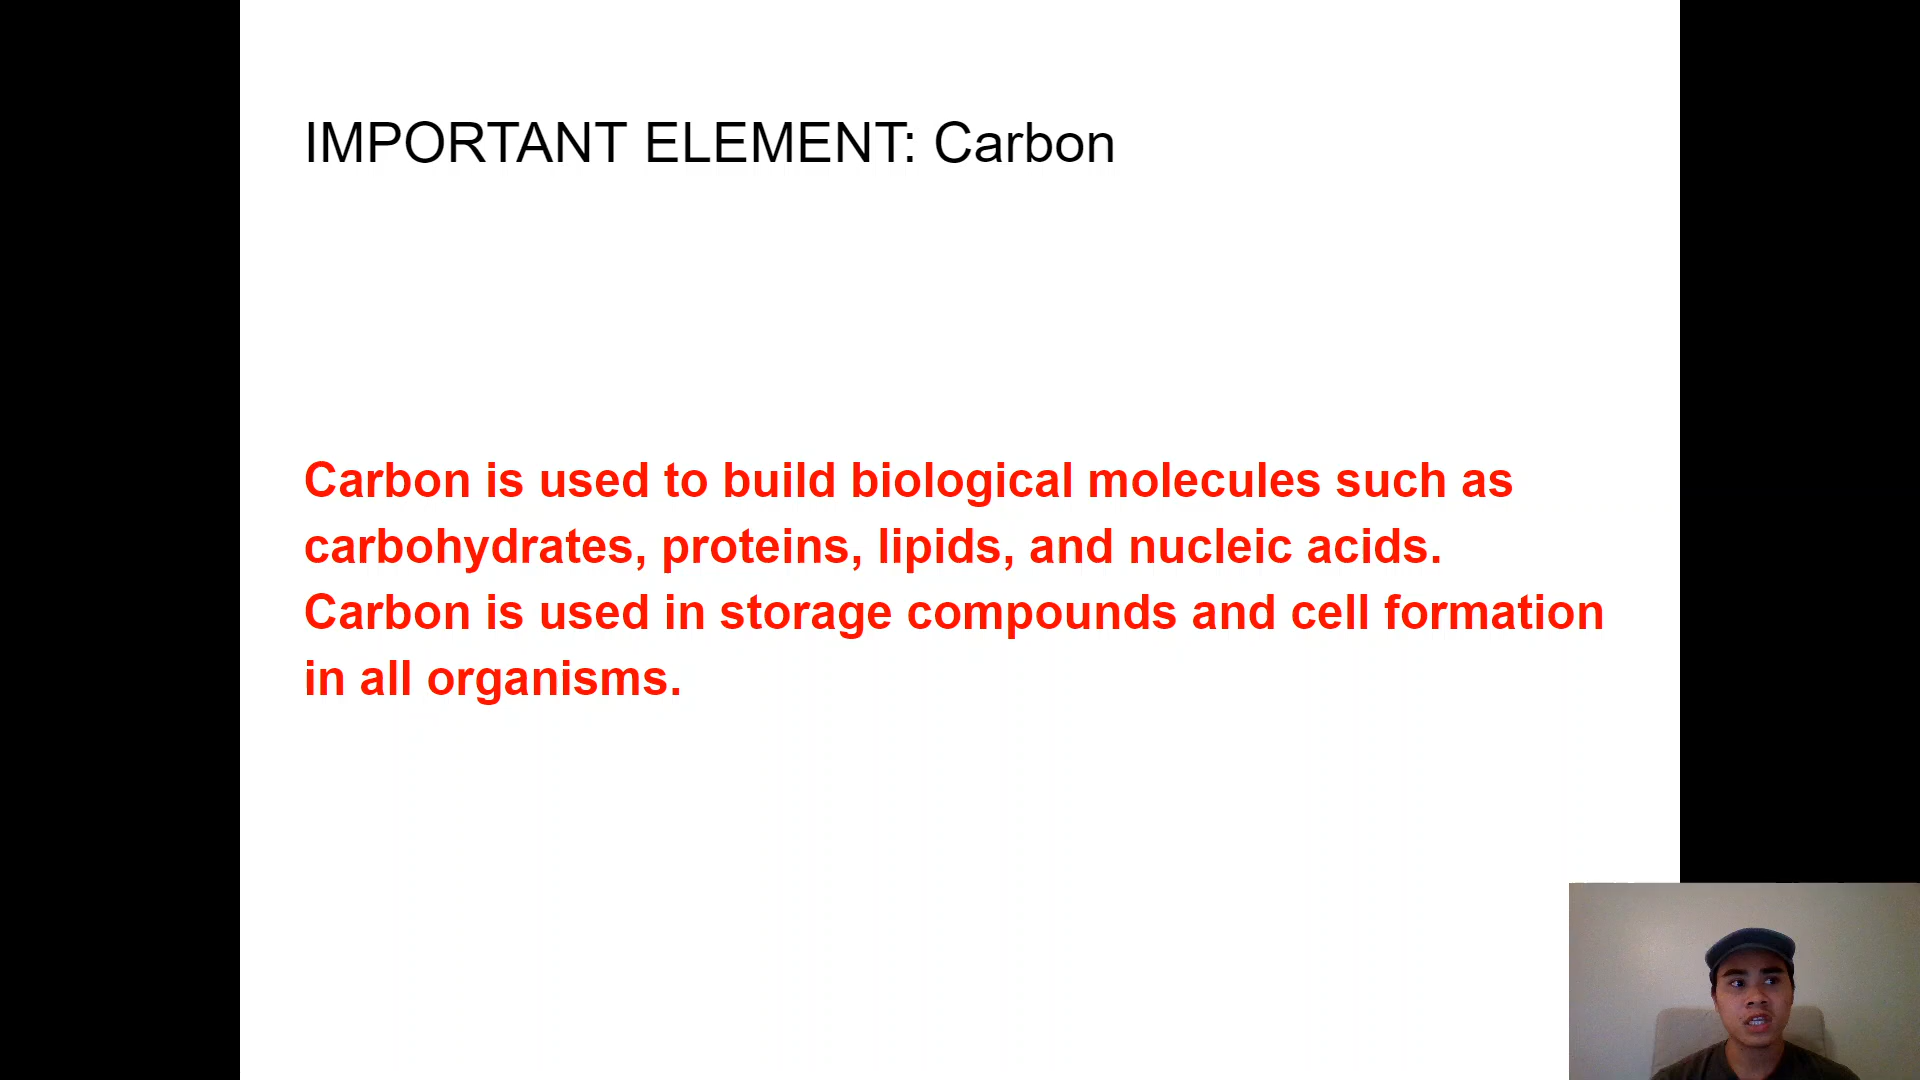 IMPORTANT ELEMENT: Carbon
Carbon is used to build biological molecules such as
carbohydrates, proteins, lipids, and nucleic acids.
Carbon is used in storage compounds and cell formation
in all organisms.